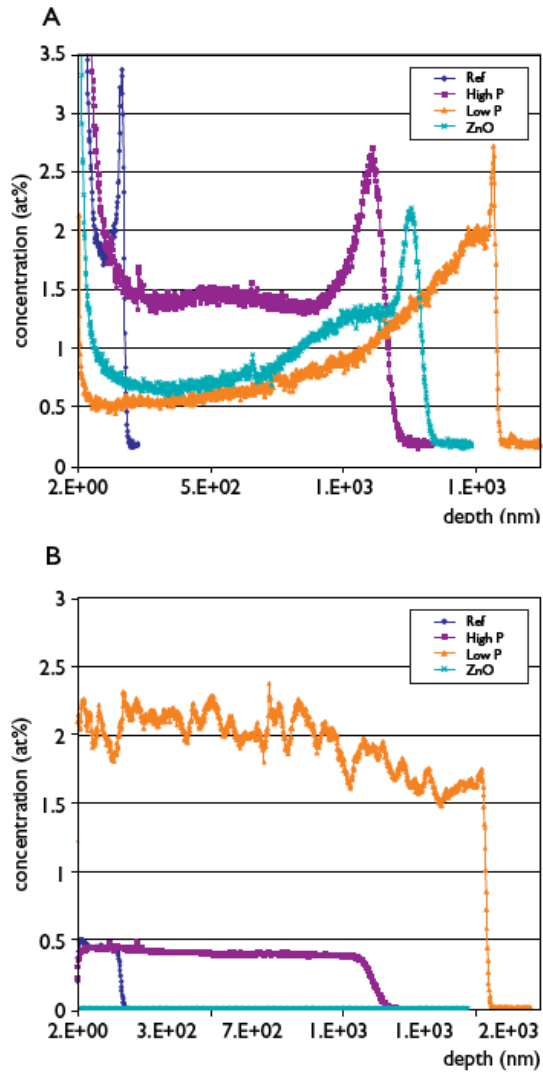 A
3.5
3
2.5
2
1.5
1
0.5
0
concentration (at%)
Ref
High P
Low P
ZnO
2.E+00 5.E+02 1.E+03 1.E+03
depth (nm)
B
3
2.5
2
1.5
1
0.5
0
concentration (at%)
Ref
High P
Low P
ZnO
2.E+00 3.E+02 7.E+02 1.E+03 1.E+03 2.E+03
depth (nm)